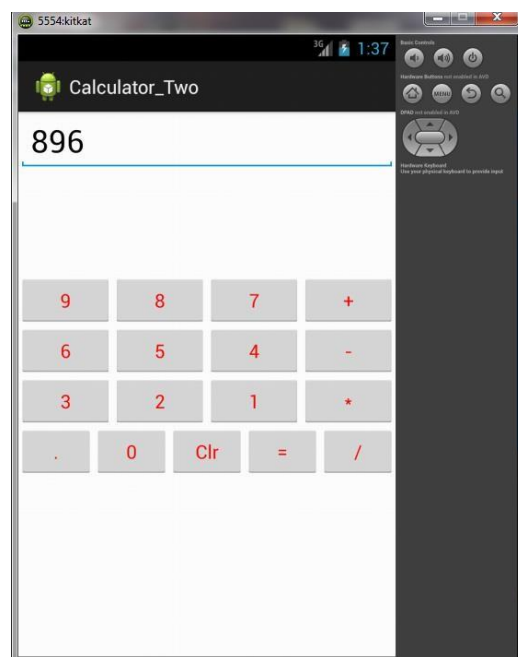 5554:kitkat
3G 1:37
Calculator_Two
896
9 8 7 +
6 5 4 -
3 2 1 *
. 0 Clr = /
Basic Controls
Hardware Buttons not enabled in AVD
MENU
DPAD not enabled in AVD
Hardware Keyboard
Use your physical keyboard to provide input